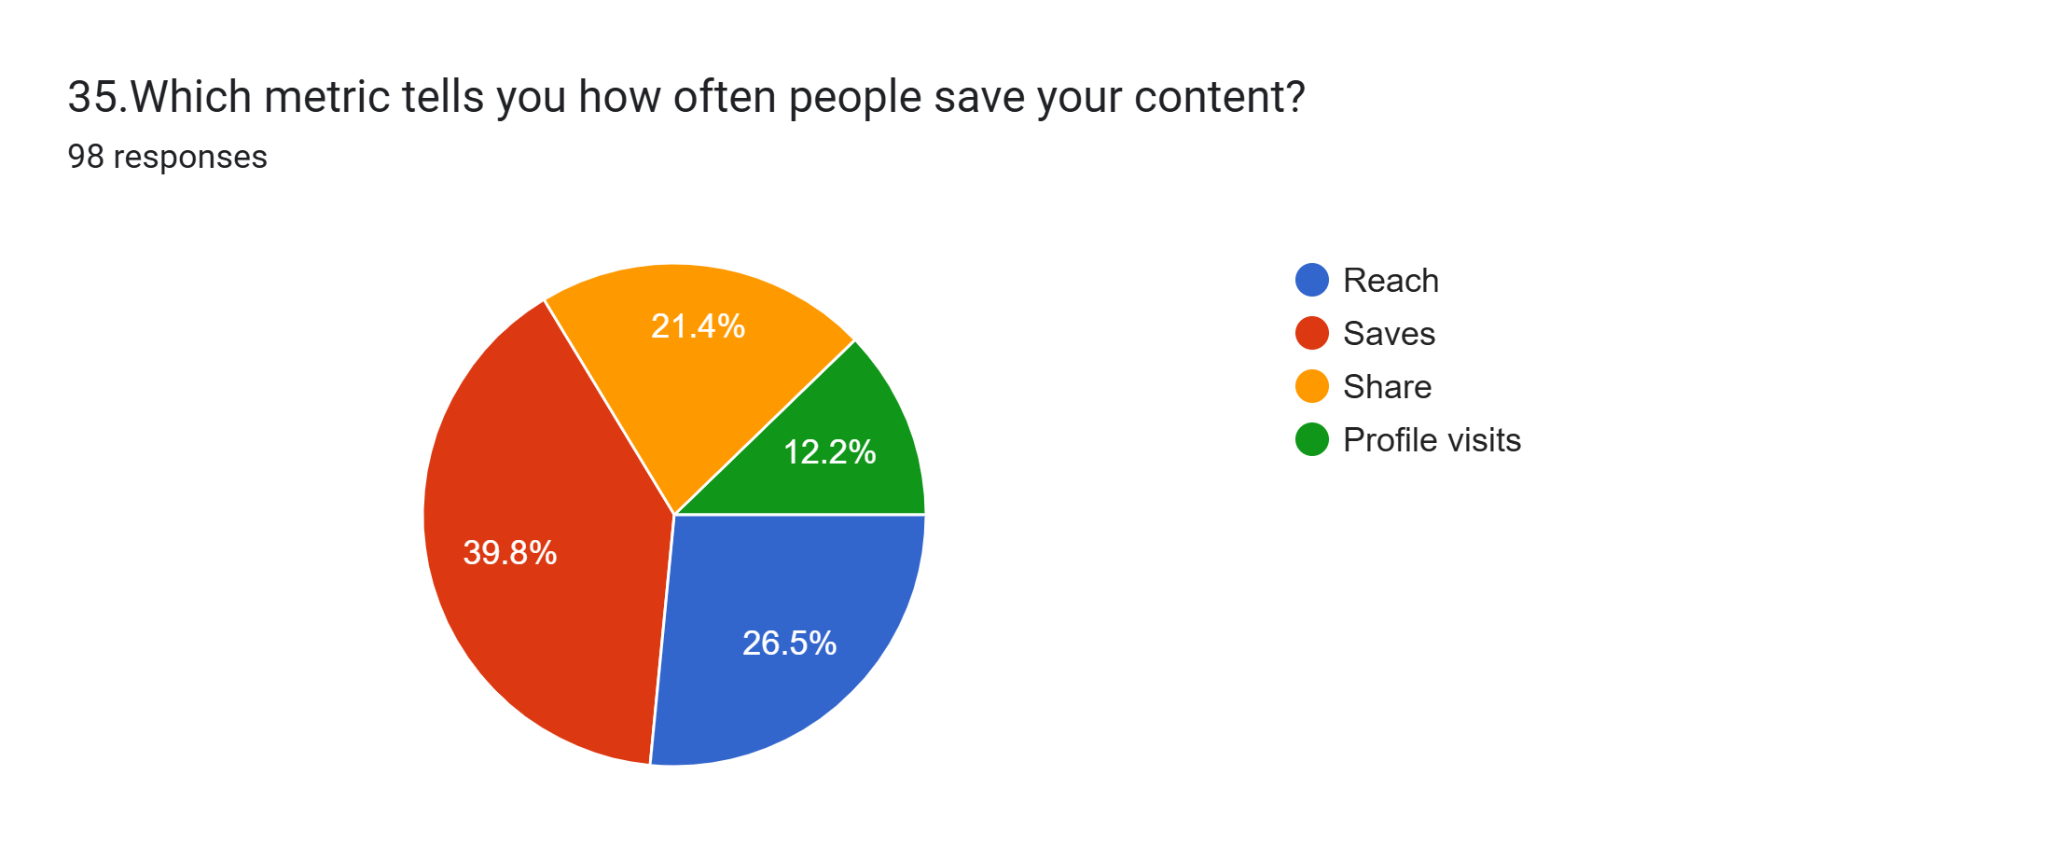 35.Which metric tells you how often people save your content?
98 responses
21.4%
12.2%
39.8%
26.5%
Reach
Saves
Share
Profile visits